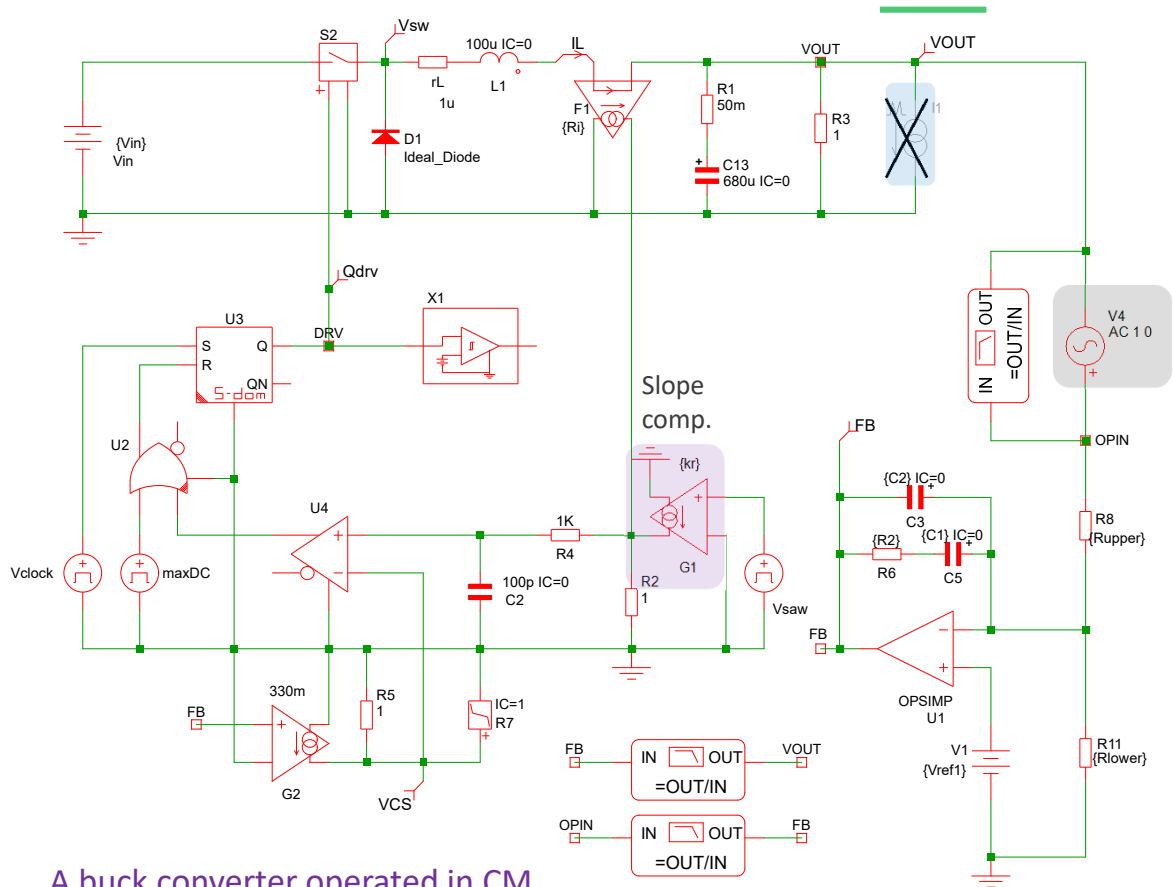 S2
Vsw
100u IC=0
IL
VOUT
VOUT
rL
1u
L1
F1
{Ri}
R1
50m
R3
1
I1
{Vin}
Vin
D1
Ideal_Diode
C13
680u IC=0
Qdrv
U3
DRV
X1
S
Q
R
QN
S-dom
Slope
comp.
IN
OUT
=OUT/IN
V4
AC 1 0
OPIN
FB
U2
{kr}
{C2} IC=0
C3
R8
{Rupper}
U4
1K
R4
{R2}
{C1} IC=0
R6
C5
Vclock
maxDC
100p IC=0
C2
R2
1
G1
Vsaw
FB
OPSIMP
U1
330m
FB
R5
1
IC=1
R7
G2
VCS
FB
IN
OUT
VOUT
=OUT/IN
V1
{Vref1}
R11
{Rlower}
OPIN
IN
OUT
FB
=OUT/IN
A buck converter operated in CM